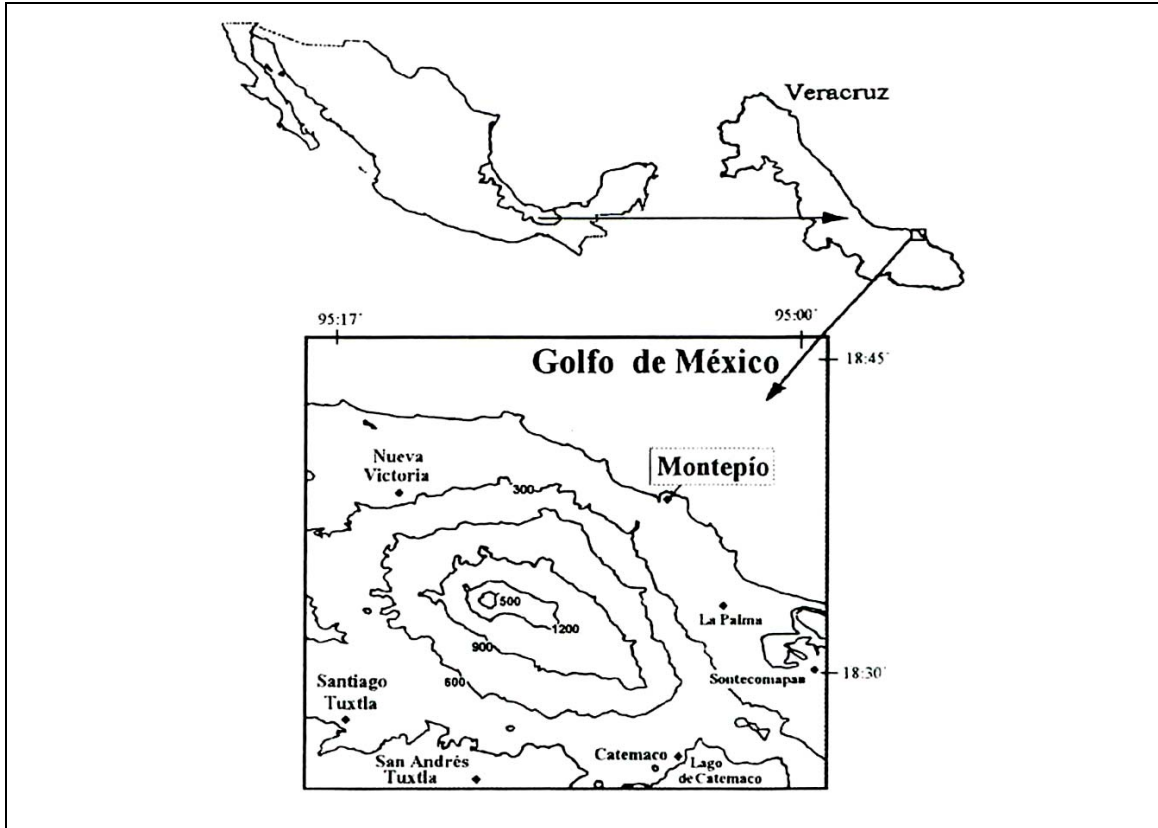 Veracruz
95:17´
95:00´
Golfo de México
18:45´
Nueva
Victoria
Montepío
300
500
La Palma
1200
900
600
Sontecomapan
18:30´
Santiago
Tuxtla
San Andrés
Tuxtla
Catemaco
Lago
de Catemaco